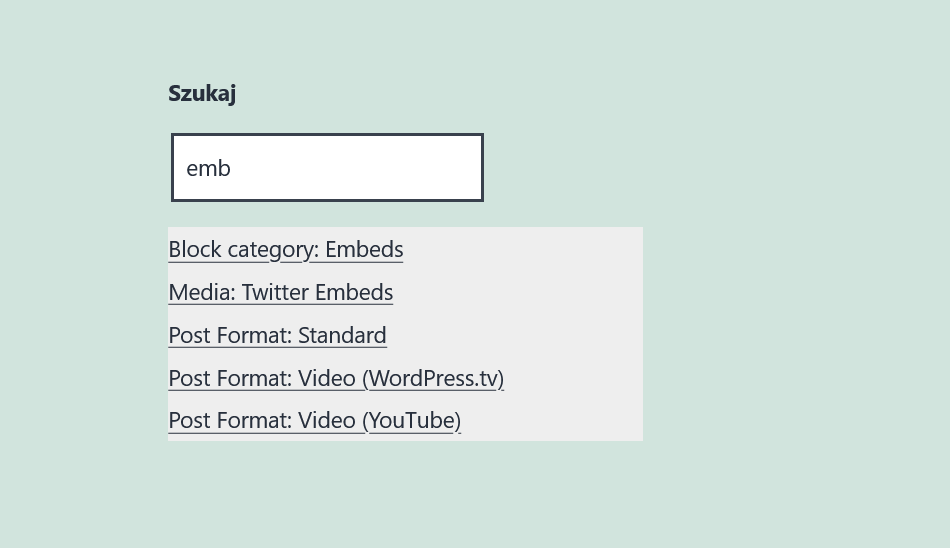 Szukaj
emb
Block category: Embeds
Media: Twitter Embeds
Post Format: Standard
Post Format: Video (WordPress.tv)
Post Format: Video (YouTube)